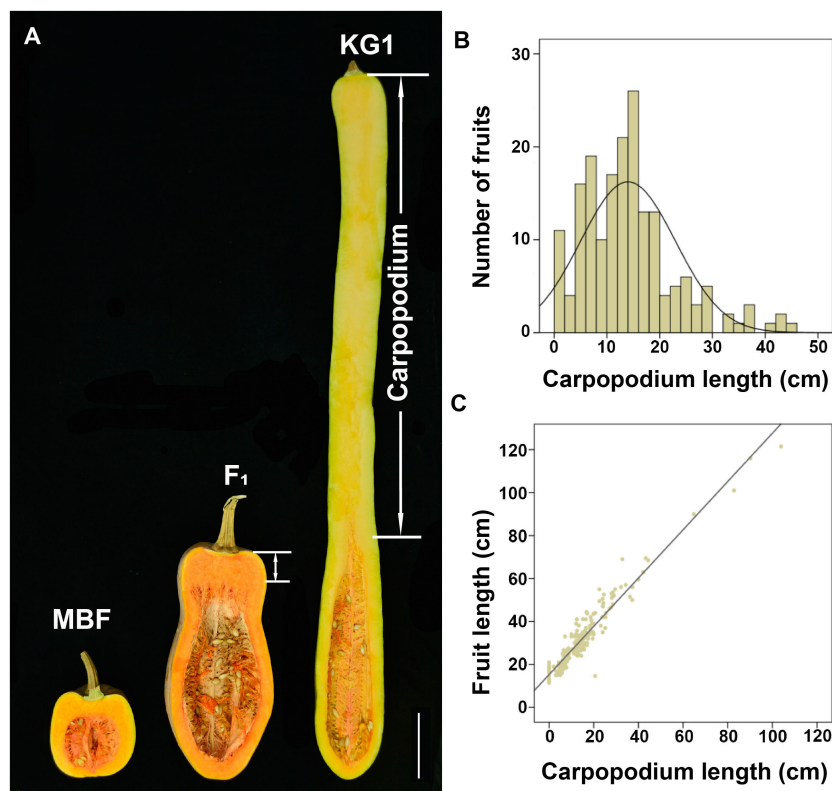 A
KG1
Carpopodium
F1
MBF
B
30
20
10
0
Number of fruits
0 10 20 30 40 50
Carpopodium length (cm)
C
120
100
80
60
40
20
0
Fruit length (cm)
0 20 40 60 80 100 120
Carpopodium length (cm)